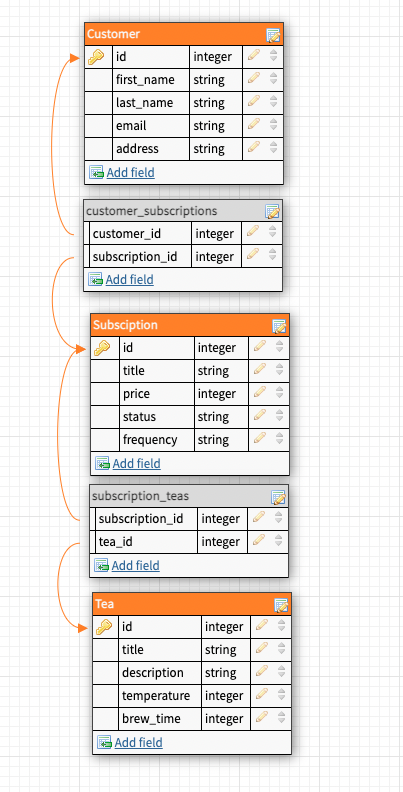 Customer
id integer
first_name string
last_name string
email string
address string
Add field
customer_subscriptions
customer_id integer
subscription_id integer
Add field
Subsciption
id integer
title string
price integer
status string
frequency string
Add field
subscription_teas
subscription_id integer
tea_id integer
Add field
Tea
id integer
title string
description string
temperature integer
brew_time integer
Add field